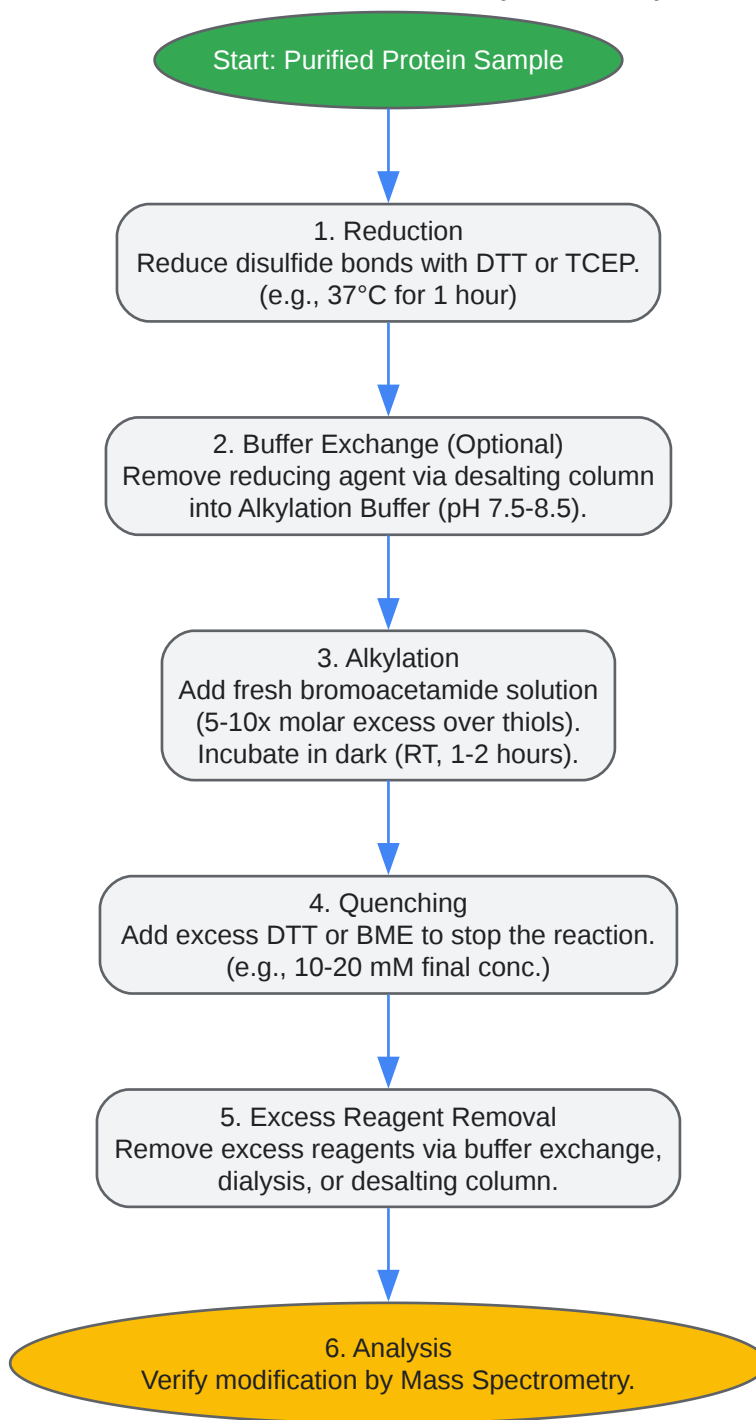 Start: Purified Protein Sample
1. Reduction
Reduce disulfide bonds with DTT or TCEP.
(e.g., 37°C for 1 hour)
2. Buffer Exchange (Optional)
Remove reducing agent via desalting column
into Alkylation Buffer (pH 7.5-8.5).
3. Alkylation
Add fresh bromoacetamide solution
(5-10x molar excess over thiols).
Incubate in dark (RT, 1-2 hours).
4. Quenching
Add excess DTT or BME to stop the reaction.
(e.g., 10-20 mM final conc.)
5. Excess Reagent Removal
Remove excess reagents via buffer exchange,
dialysis, or desalting column.
6. Analysis
Verify modification by Mass Spectrometry.